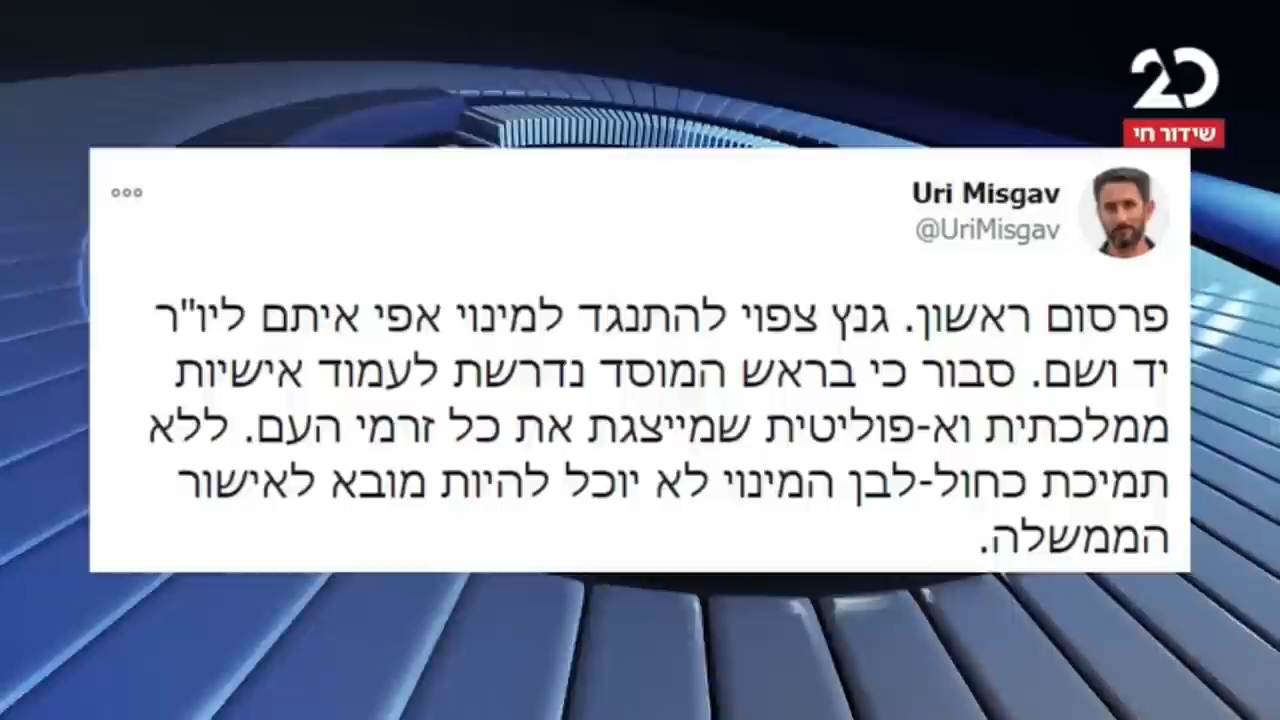 20
שידור חי
Uri Misgav
@UriMisgav
פרסום ראשון. גנץ צפוי להתנגד למינוי אפי איתם ליו"ר
יד ושם. סבור כי בראש המוסד נדרשת לעמוד אישיות
ממלכתית וא-פוליטית שמייצגת את כל זרמי העם. ללא
תמיכת כחול-לבן המינוי לא יוכל להיות מובא לאישור
הממשלה.